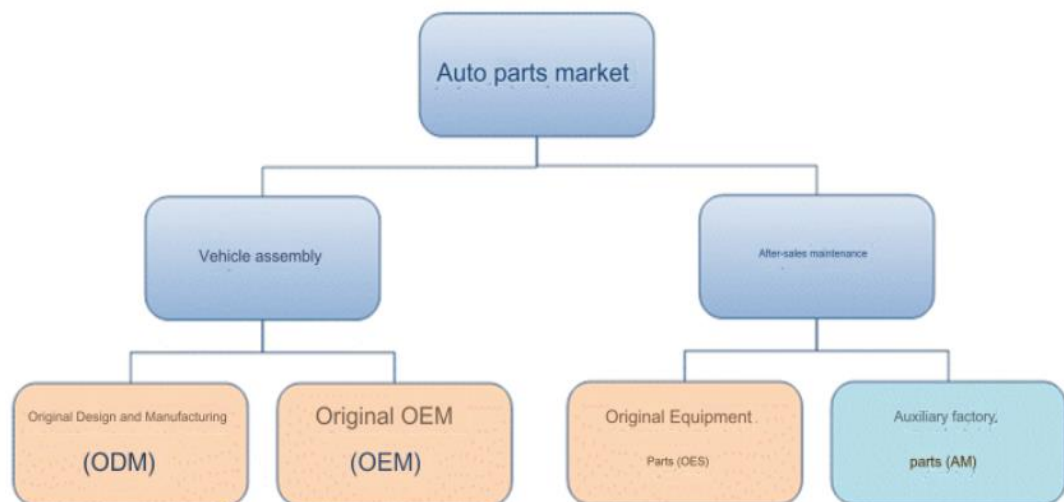 Auto parts market
Vehicle assembly
After-sales maintenance
Original Design and Manufacturing
(ODM)
Original OEM
(OEM)
Original Equipment
Parts (OES)
Auxiliary factory.
parts (AM)